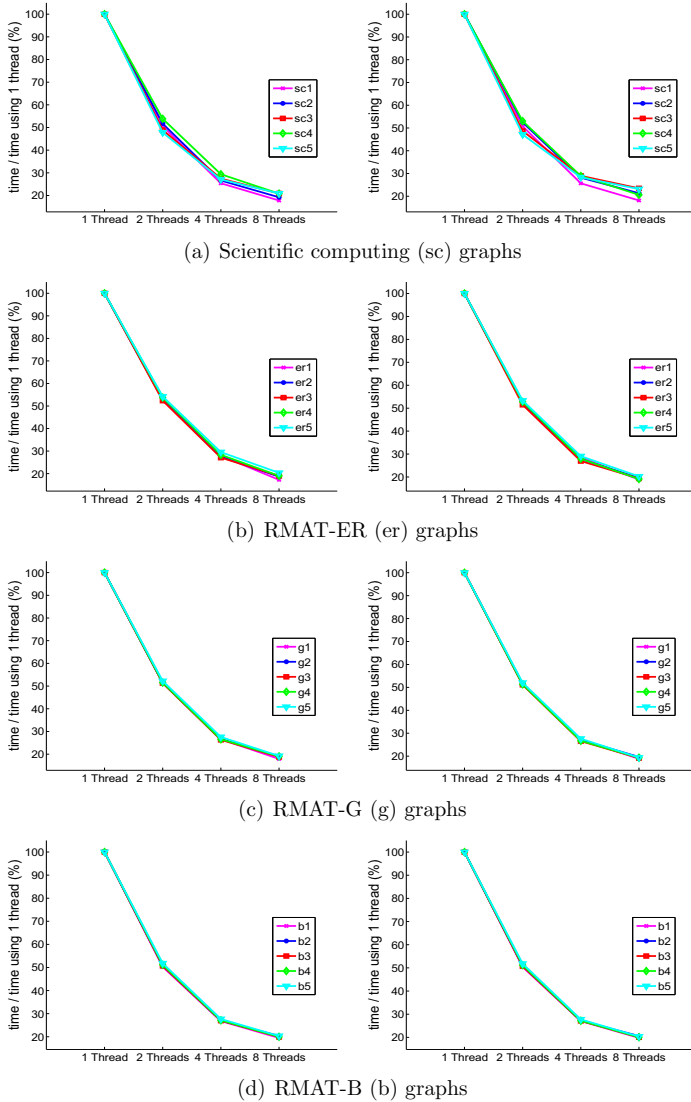 time / time using 1 thread (%)
100
90
80
70
60
50
40
30
20
1 Thread 2 Threads 4 Threads 8 Threads
sc1
sc2
sc3
sc4
sc5
time / time using 1 thread (%)
100
90
80
70
60
50
40
30
20
1 Thread 2 Threads 4 Threads 8 Threads
sc1
sc2
sc3
sc4
sc5
(a) Scientific computing (sc) graphs
time / time using 1 thread (%)
100
90
80
70
60
50
40
30
20
1 Thread 2 Threads 4 Threads 8 Threads
er1
er2
er3
er4
er5
time / time using 1 thread (%)
100
90
80
70
60
50
40
30
20
1 Thread 2 Threads 4 Threads 8 Threads
er1
er2
er3
er4
er5
(b) RMAT-ER (er) graphs
time / time using 1 thread (%)
100
90
80
70
60
50
40
30
20
1 Thread 2 Threads 4 Threads 8 Threads
g1
g2
g3
g4
g5
time / time using 1 thread (%)
100
90
80
70
60
50
40
30
20
1 Thread 2 Threads 4 Threads 8 Threads
g1
g2
g3
g4
g5
(c) RMAT-G (g) graphs
time / time using 1 thread (%)
100
90
80
70
60
50
40
30
20
1 Thread 2 Threads 4 Threads 8 Threads
b1
b2
b3
b4
b5
time / time using 1 thread (%)
100
90
80
70
60
50
40
30
20
1 Thread 2 Threads 4 Threads 8 Threads
b1
b2
b3
b4
b5
(d) RMAT-B (b) graphs